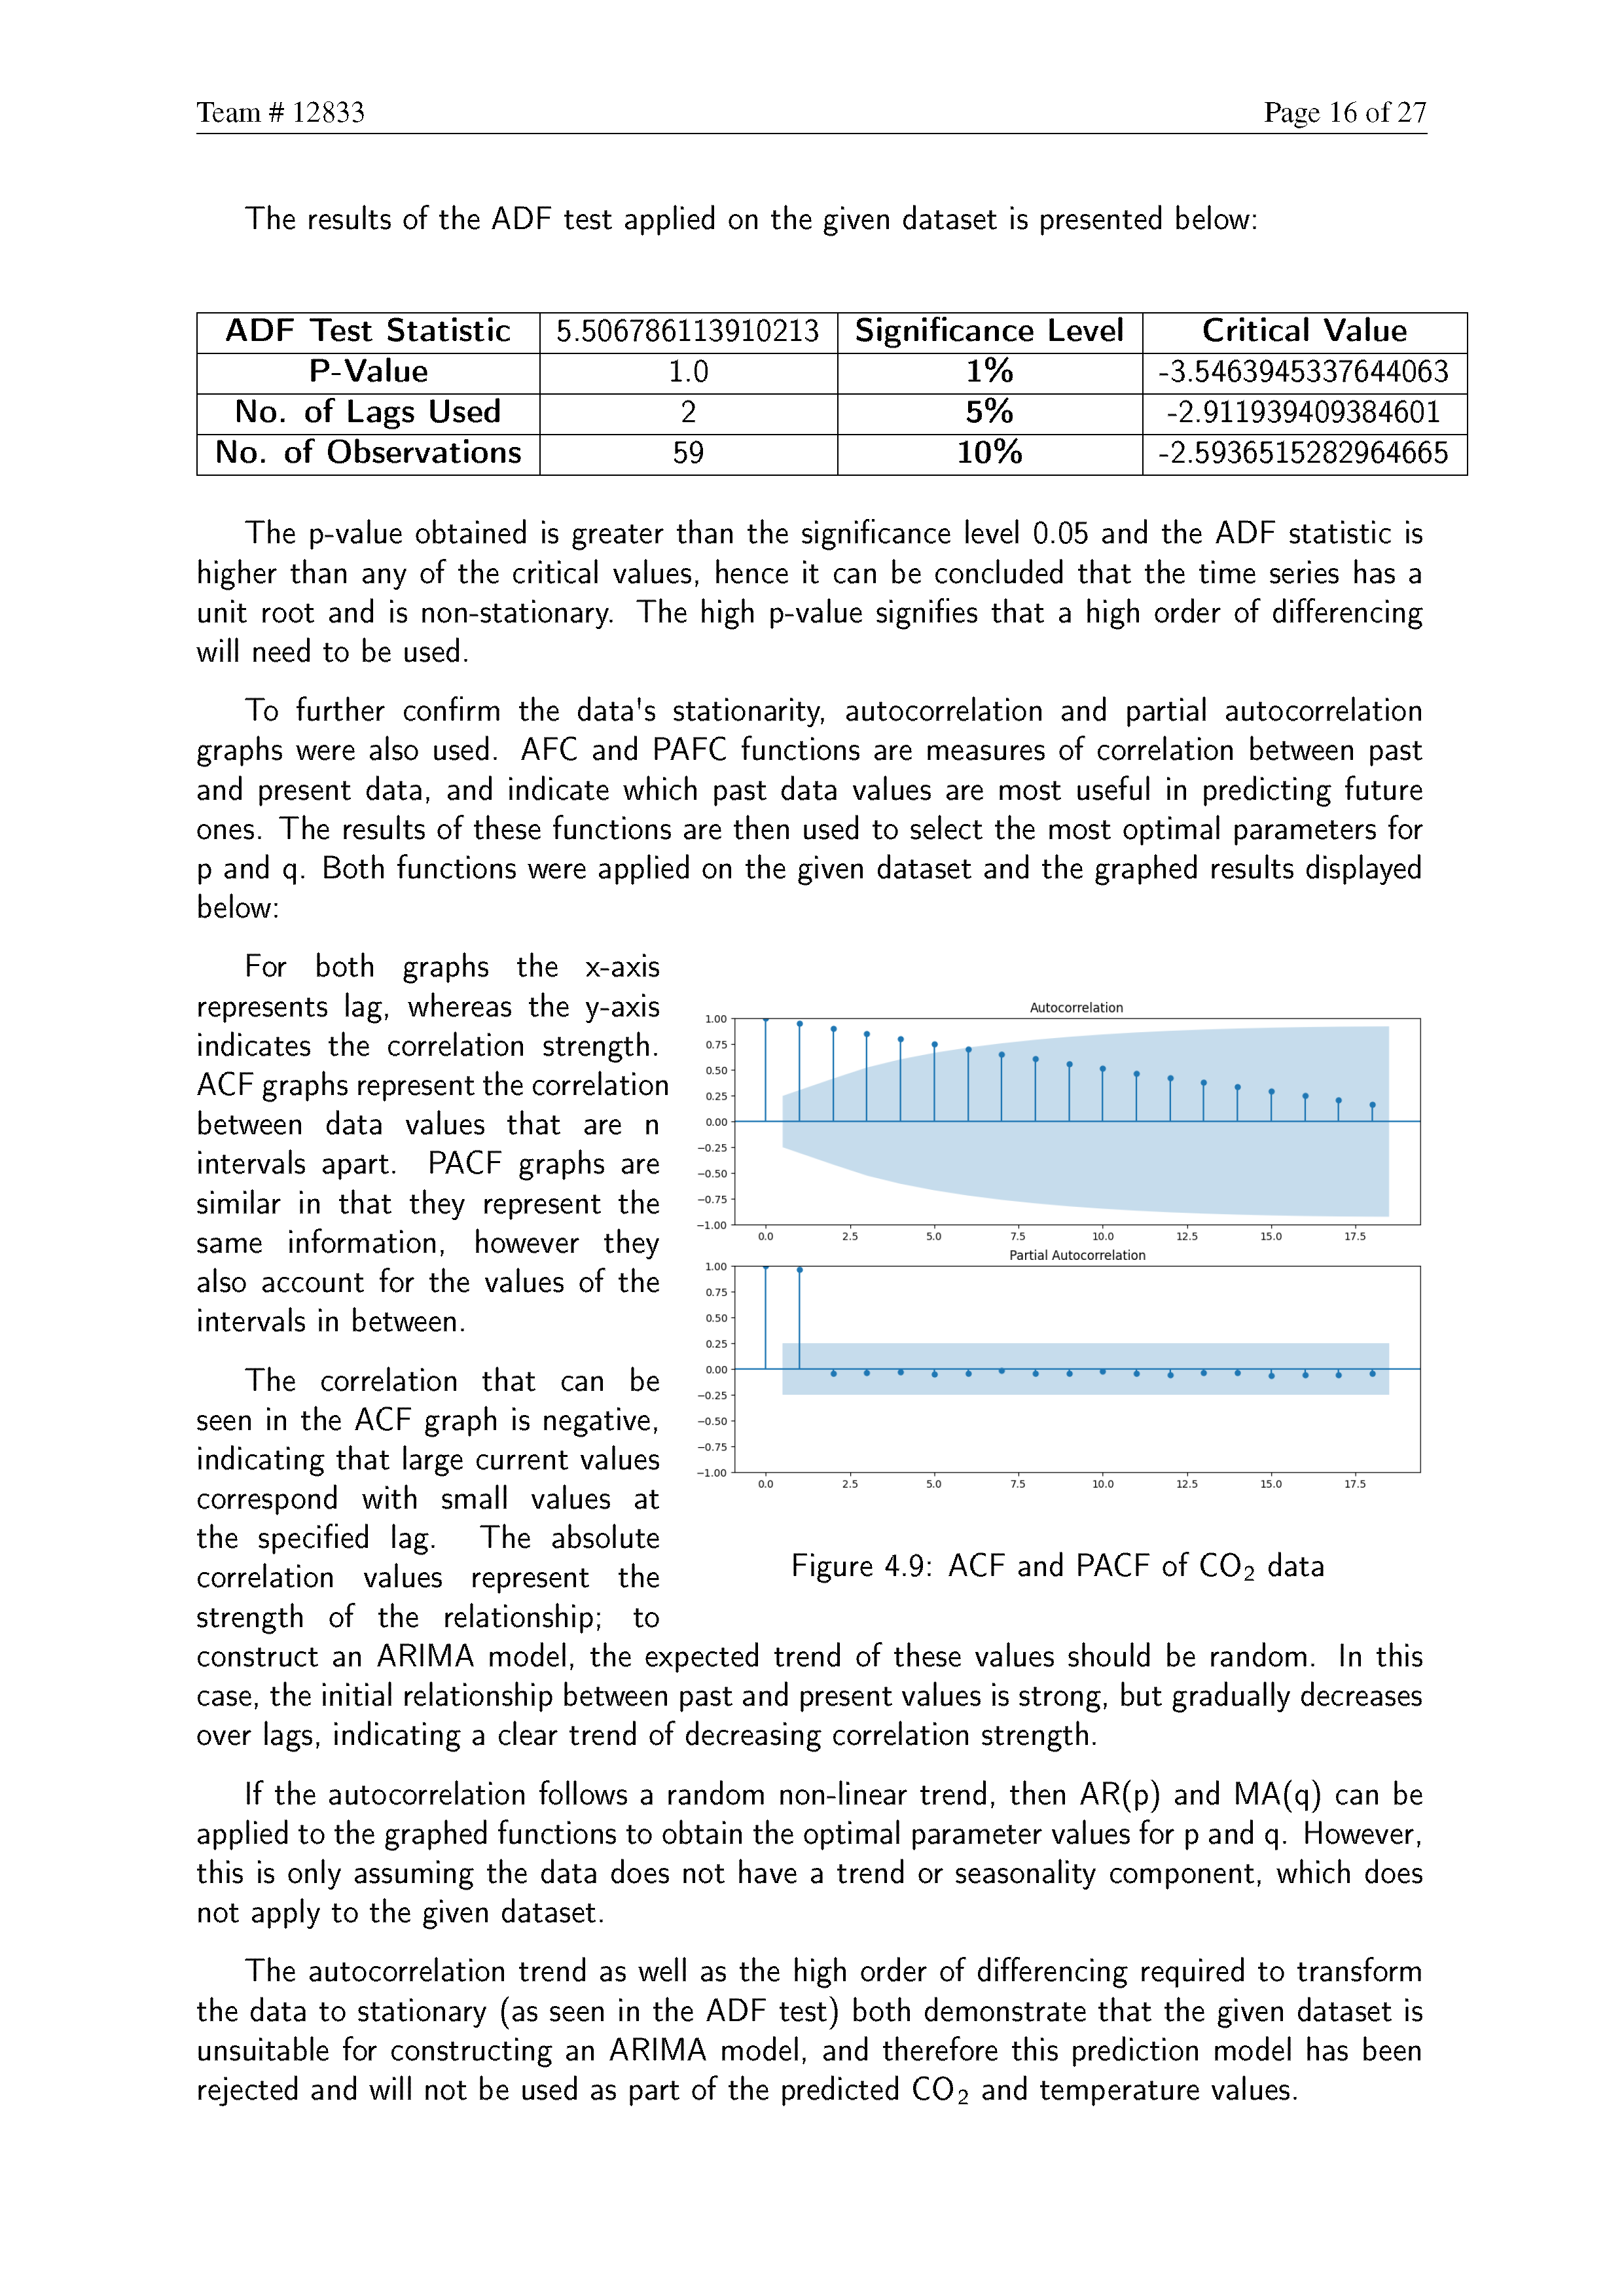 Team # 12833 Page 16 of 27
The results of the ADF test applied on the given dataset is presented below:
ADF Test Statistic 5.506786113910213 Significance Level Critical Value
P-Value 1.0 1% -3.5463945337644063
No. of Lags Used 2 5% -2.911939409384601
No. of Observations 59 10% -2.5936515282964665
The p-value obtained is greater than the significance level 0.05 and the ADF statistic is
higher than any of the critical values, hence it can be concluded that the time series has a
unit root and is non-stationary. The high p-value signifies that a high order of differencing
will need to be used.
To further confirm the data's stationarity, autocorrelation and partial autocorrelation
graphs were also used. AFC and PAFC functions are measures of correlation between past
and present data, and indicate which past data values are most useful in predicting future
ones. The results of these functions are then used to select the most optimal parameters for
p and q. Both functions were applied on the given dataset and the graphed results displayed
below:
For both graphs the x-axis
represents lag, whereas the y-axis
indicates the correlation strength.
ACF graphs represent the correlation
between data values that are n
intervals apart. PACF graphs are
similar in that they represent the
same information, however they
also account for the values of the
intervals in between.
The correlation that can be
seen in the ACF graph is negative,
indicating that large current values
correspond with small values at
the specified lag. The absolute
correlation values represent the
strength of the relationship; to
Autocorrelation
1.00
0.75
0.50
0.25
0.00
−0.25
−0.50
−0.75
−1.00
0.0 2.5 5.0 7.5 10.0 12.5 15.0 17.5
Partial Autocorrelation
1.00
0.75
0.50
0.25
0.00
−0.25
−0.50
−0.75
−1.00
0.0 2.5 5.0 7.5 10.0 12.5 15.0 17.5
Figure 4.9: ACF and PACF of CO₂ data
construct an ARIMA model, the expected trend of these values should be random. In this
case, the initial relationship between past and present values is strong, but gradually decreases
over lags, indicating a clear trend of decreasing correlation strength.
If the autocorrelation follows a random non-linear trend, then AR(p) and MA(q) can be
applied to the graphed functions to obtain the optimal parameter values for p and q. However,
this is only assuming the data does not have a trend or seasonality component, which does
not apply to the given dataset.
The autocorrelation trend as well as the high order of differencing required to transform
the data to stationary (as seen in the ADF test) both demonstrate that the given dataset is
unsuitable for constructing an ARIMA model, and therefore this prediction model has been
rejected and will not be used as part of the predicted CO₂ and temperature values.